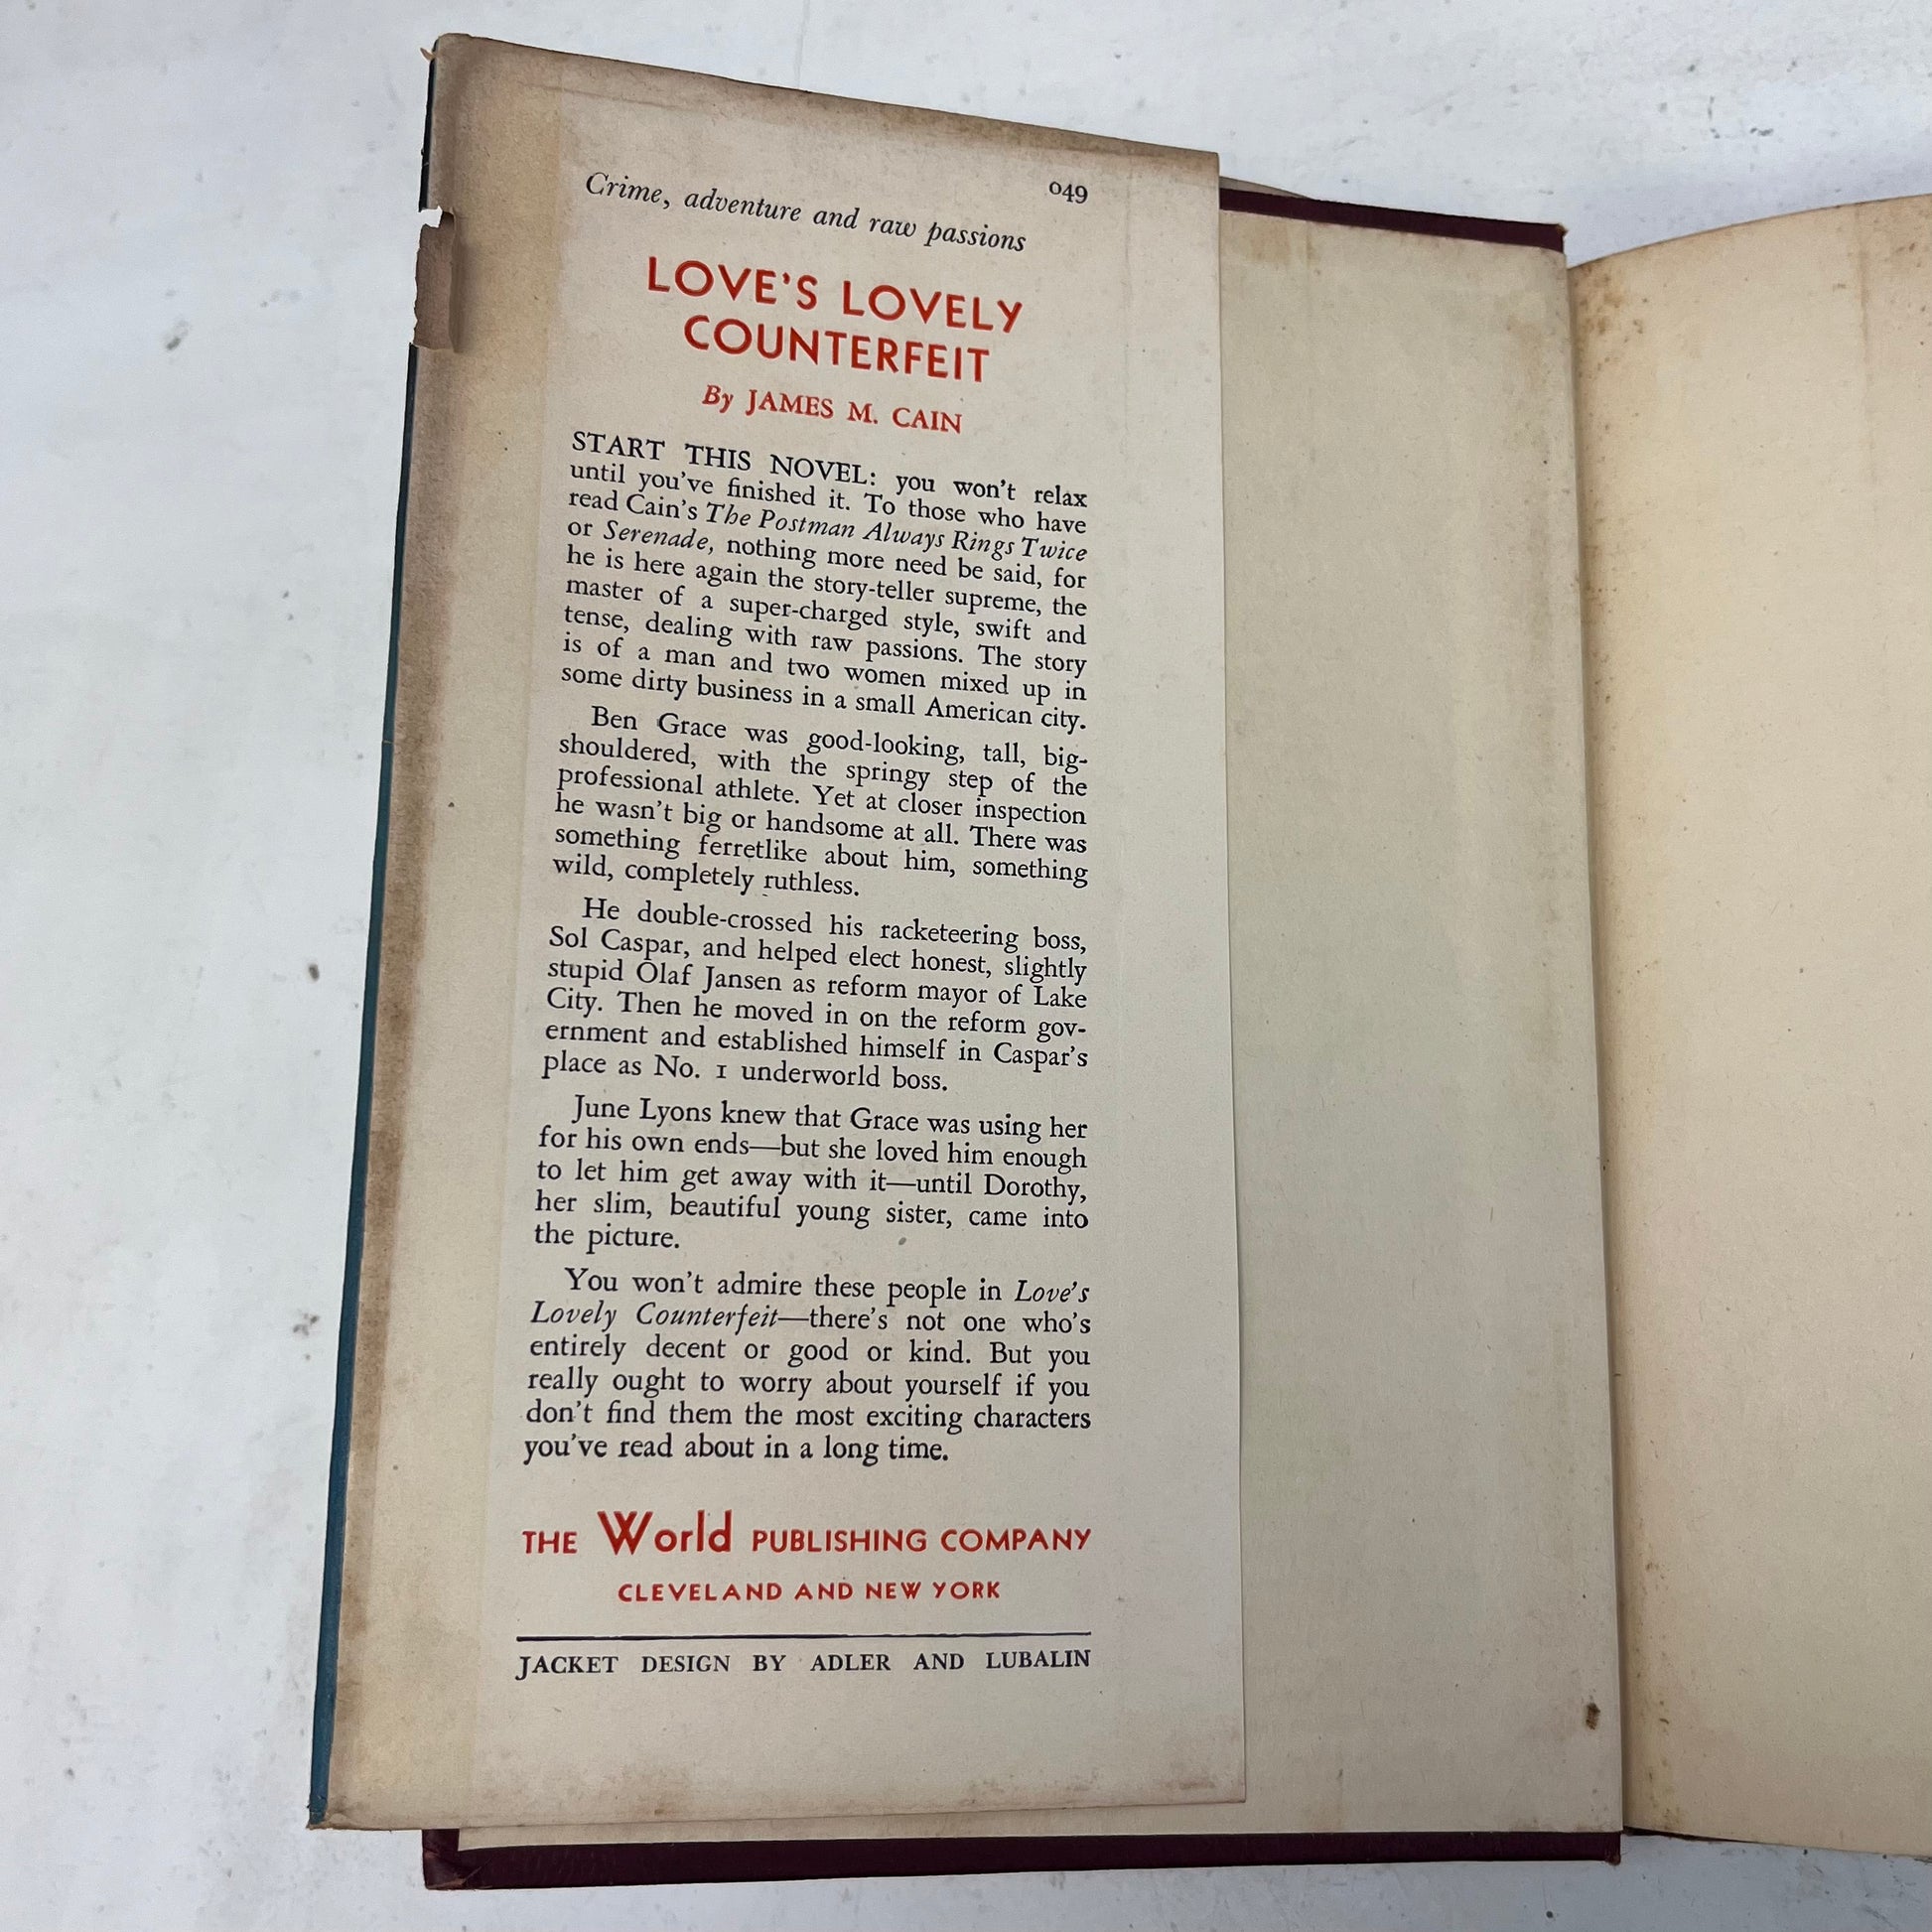 049
Crime, adventure and raw passions
LOVE'S LOVELY
COUNTERFEIT
By JAMES M. CAIN
START THIS NOVEL: you won't relax
until you've finished it. To those who have
read Cain's The Postman Always Rings Twice
or Serenade, nothing more need be said, for
he is here again the story-teller supreme, the
master of a super-charged style, swift and
tense, dealing with raw passions. The story
is of a man and two women mixed up in
some dirty business in a small American city.
Ben Grace was good-looking, tall, big-
shouldered, with the springy step of the
professional athlete. Yet at closer inspection
he wasn't big or handsome at all. There was
something ferretlike about him, something
wild, completely ruthless.
He double-crossed his racketeering boss,
Sol Caspar, and helped elect honest, slightly
stupid Olaf Jansen as reform mayor of Lake
City. Then he moved in on the reform gov-
ernment and established himself in Caspar's
place as No. 1 underworld boss.
June Lyons knew that Grace was using her
for his own ends—but she loved him enough
to let him get away with it—until Dorothy,
her slim, beautiful young sister, came into
the picture.
You won't admire these people in Love's
Lovely Counterfeit—there's not one who's
entirely decent or good or kind. But you
really ought to worry about yourself if you
don't find them the most exciting characters
you've read about in a long time.
THE World PUBLISHING COMPANY
CLEVELAND AND NEW YORK
JACKET DESIGN BY ADLER AND LUBALIN